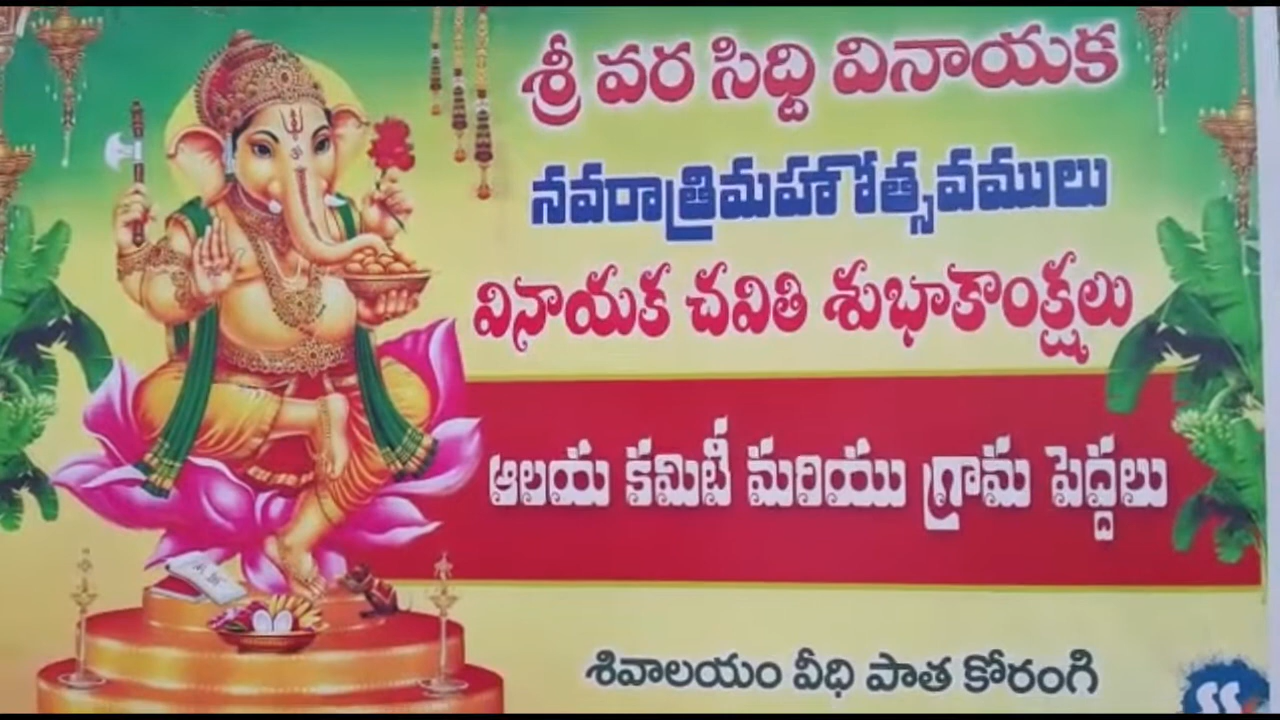 శ్రీ వర సిద్ధి వినాయక
నవరాత్రిమహాోత్సవములు
వినాయక చవితి శుభాకాంక్షలు
ఆలయ కమిటీ మరియు గ్రామ పెద్దలు
శివాలయం వీధి పాత కోరంగి